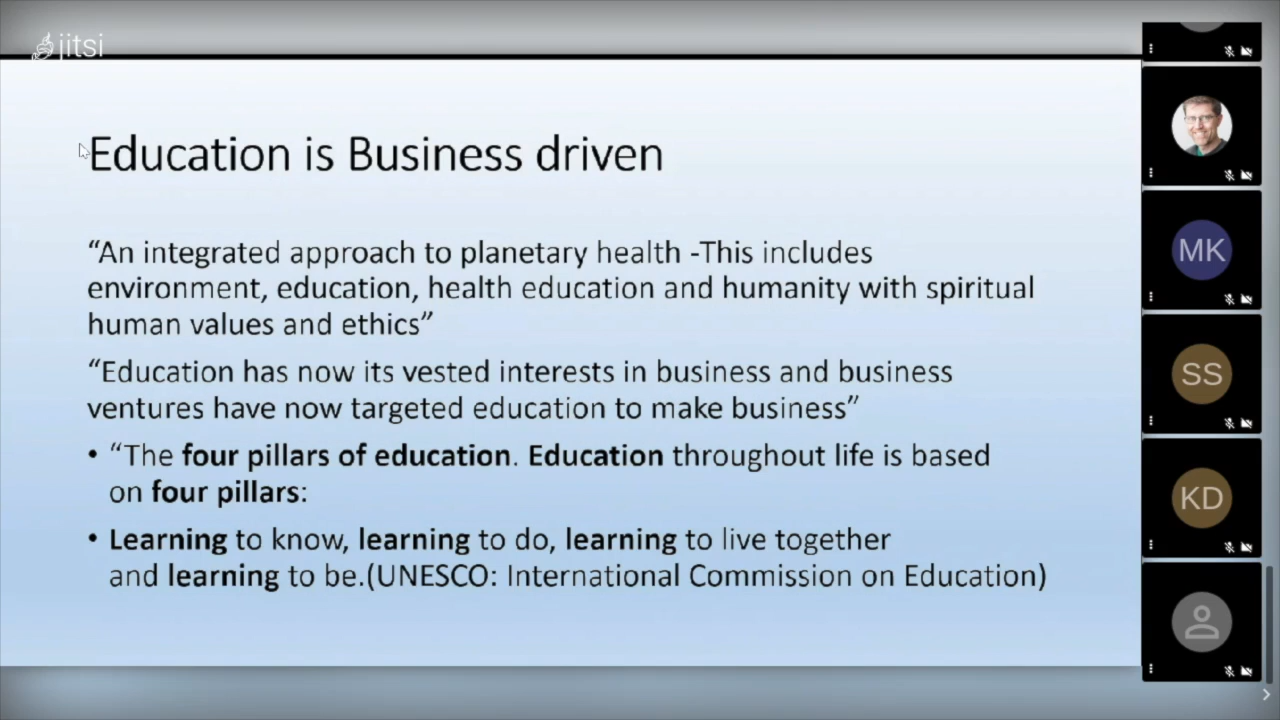 jitsi
Education is Business driven
“An integrated approach to planetary health -This includes
environment, education, health education and humanity with spiritual
human values and ethics”
“Education has now its vested interests in business and business
ventures have now targeted education to make business”
• “The four pillars of education. Education throughout life is based
on four pillars:
• Learning to know, learning to do, learning to live together
and learning to be.(UNESCO: International Commission on Education)
MK
SS
KD